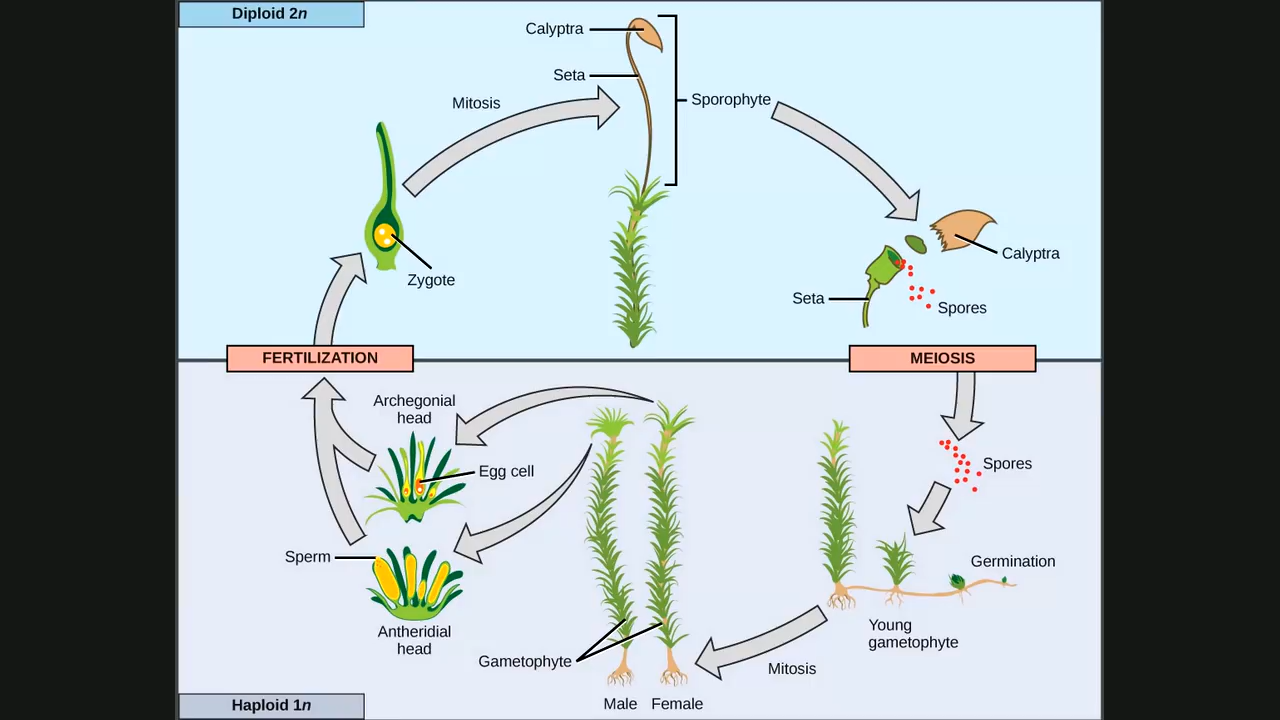 Diploid 2n
Calyptra
Seta
Mitosis
Sporophyte
Zygote
Calyptra
Seta
Spores
FERTILIZATION
MEIOSIS
Archegonial
head
Egg cell
Spores
Sperm
Germination
Antheridial
head
Young
gametophyte
Gametophyte
Mitosis
Male
Female
Haploid 1n